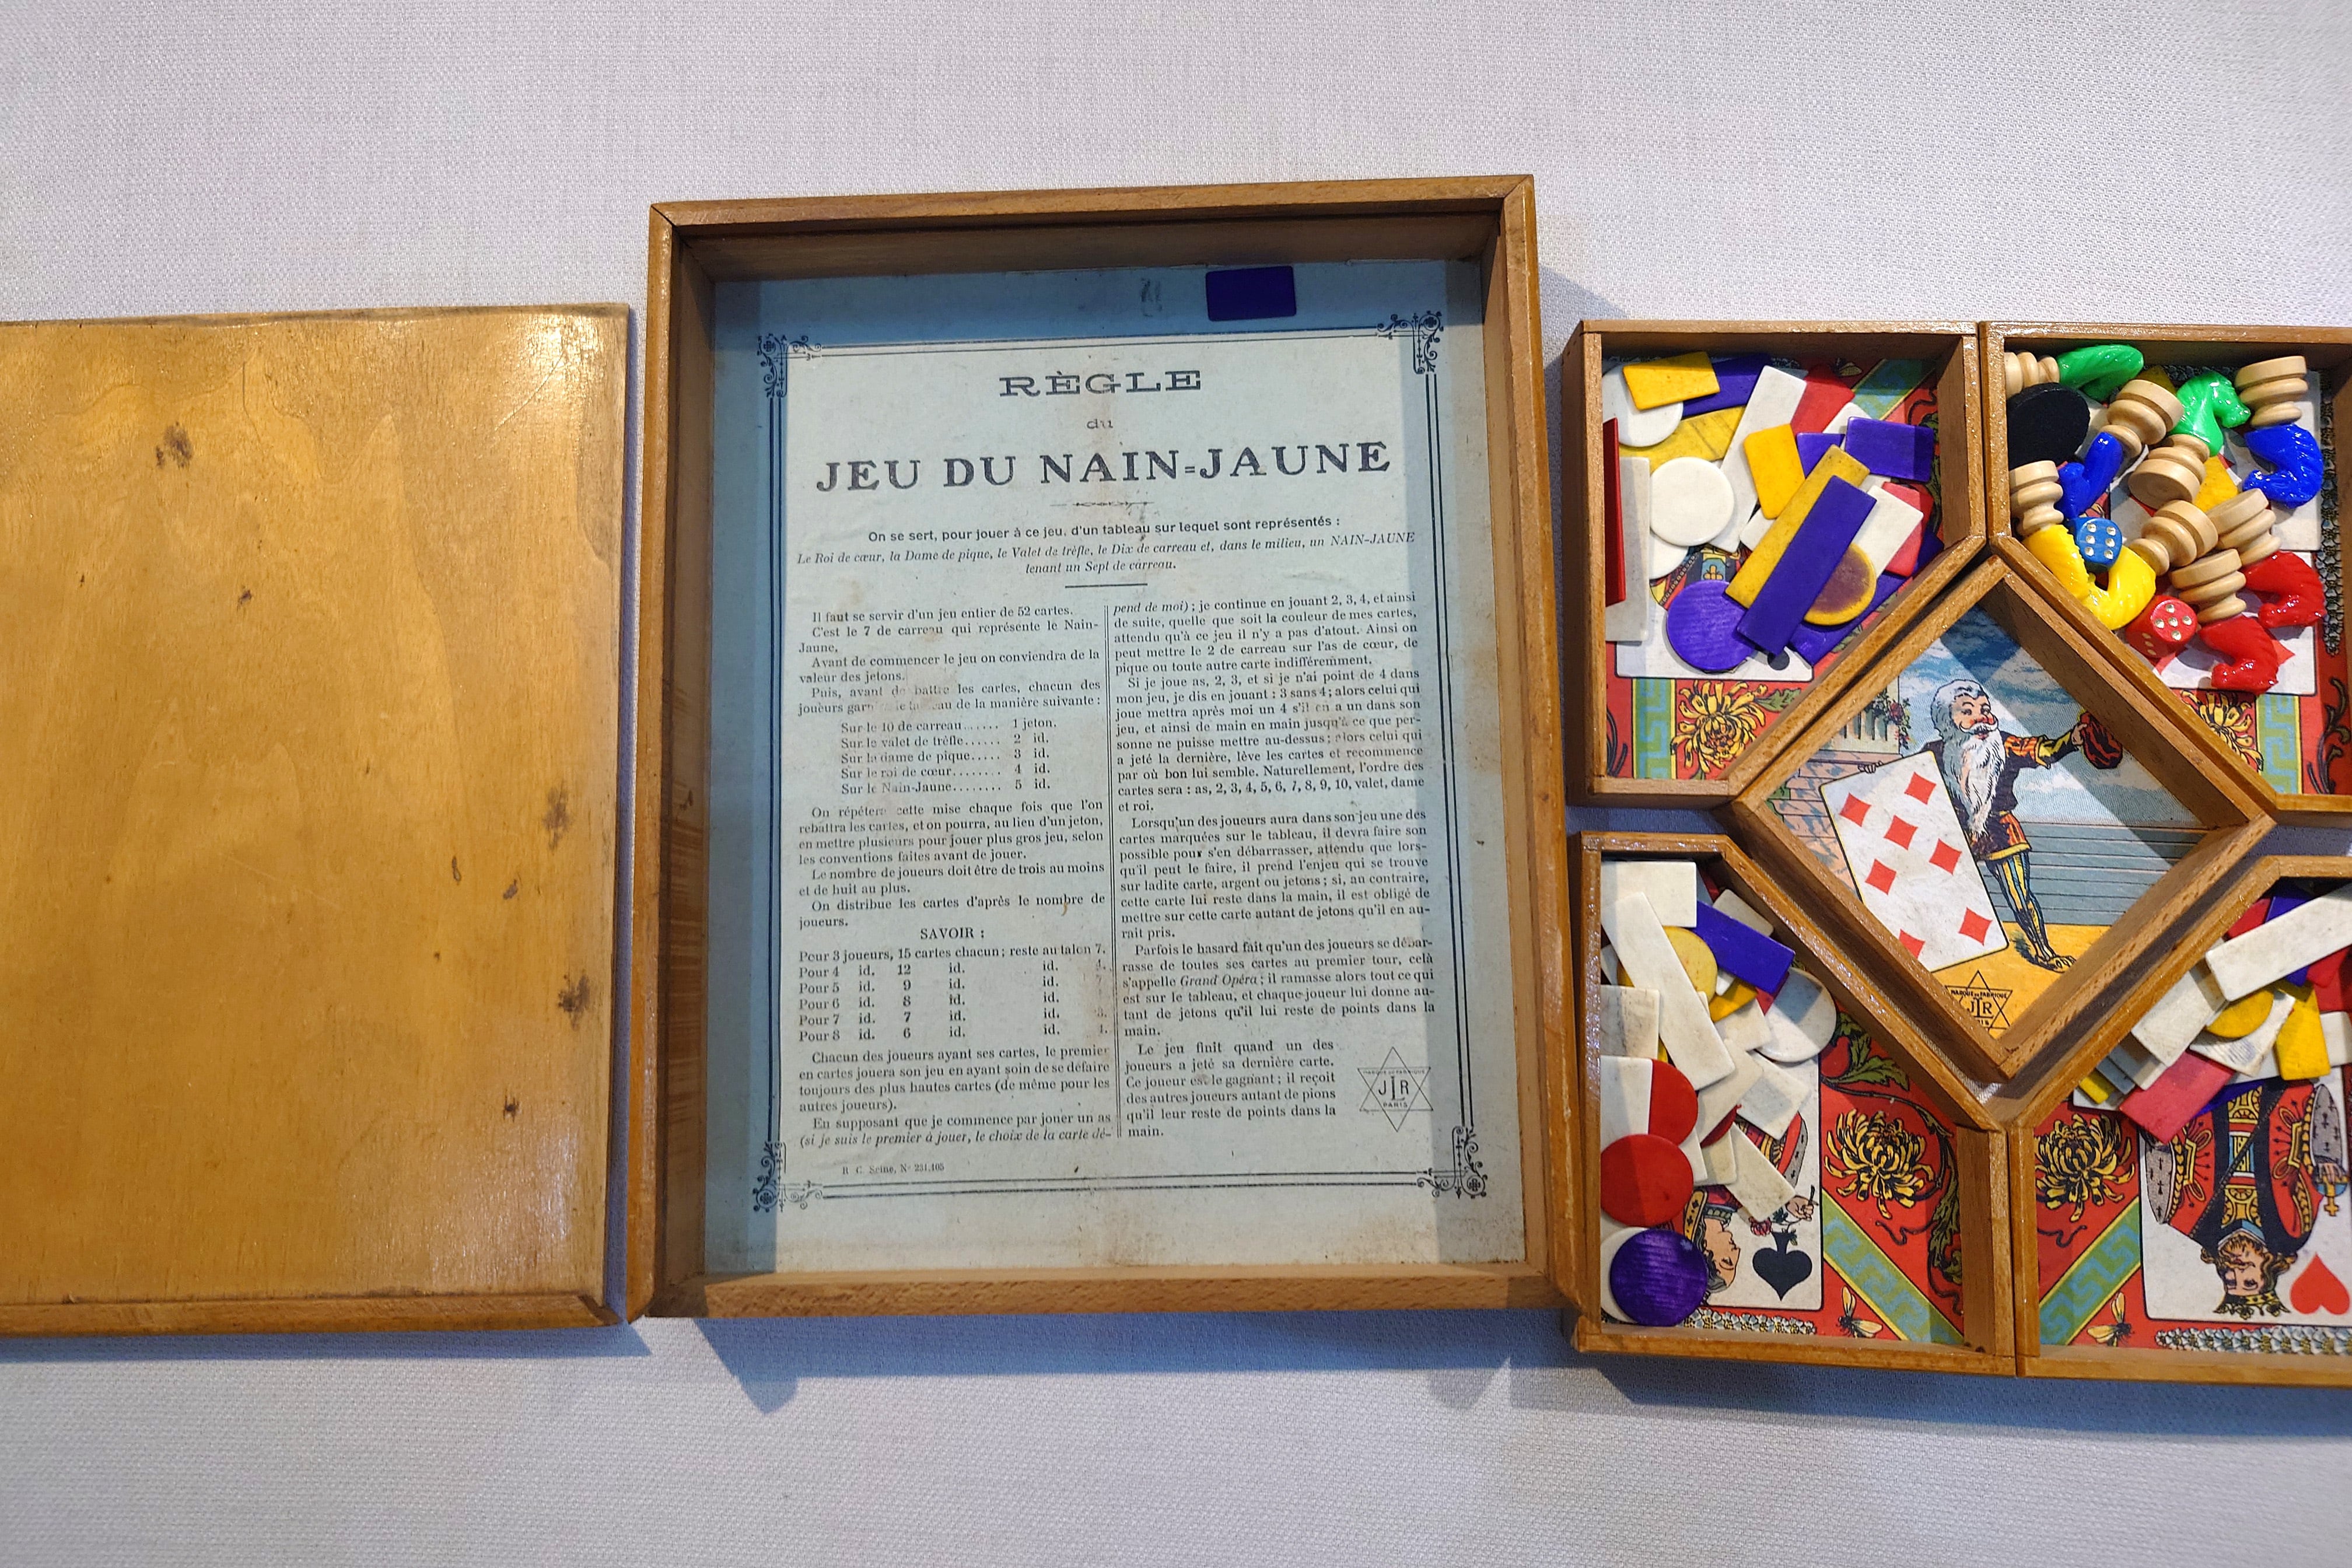 RÈGLE
du
JEU DU NAIN=JAUNE
On se sert, pour jouer à ce jeu, d'un tableau sur lequel sont représentés :
Le Roi de cœur, la Dame de pique, le Valet de trèfle, le Dix de carreau et, dans le milieu, un NAIN-JAUNE
tenant un Sept de carreau.
Il faut se servir d'un jeu entier de 52 cartes.
C'est le 7 de carreau qui représente le Nain-
Jaune,
Avant de commencer le jeu on conviendra de la
valeur des jetons.
Puis, avant de battre les cartes, chacun des
joueurs de la manière suivante :
Sur le 10 de carreau...... 1 jeton.
Sur le valet de trèfle...... 2 id.
Sur la dame de pique..... 3 id.
Sur le roi de cœur........ 4 id.
Sur le Nain-Jaune........ 5 id.
On répétera cette mise chaque fois que l'on
rebattra les cartes, et on pourra, au lieu d'un jeton,
en mettre plusieurs pour jouer plus gros jeu, selon
les conventions faites avant de jouer.
Le nombre de joueurs doit être de trois au moins
et de huit au plus.
On distribue les cartes d'après le nombre de
joueurs.
SAVOIR :
Pour 3 joueurs, 15 cartes chacun ; reste au talon 7.
Pour 4 id. 12 id. id. 4.
Pour 5 id. 9 id. id.
Pour 6 id. 8 id. id.
Pour 7 id. 7 id. id. 3.
Pour 8 id. 6 id. id. 4.
Chacun des joueurs ayant ses cartes, le premier
en cartes jouera son jeu en ayant soin de se défaire
toujours des plus hautes cartes (de même pour les
autres joueurs).
En supposant que je commence par jouer un as
(si je suis le premier à jouer, le choix de la carte dé-
pend de moi) ; je continue en jouant 2, 3, 4, et ainsi
de suite, quelle que soit la couleur de mes cartes,
attendu qu'à ce jeu il n'y a pas d'atout. Ainsi on
peut mettre le 2 de carreau sur l'as de cœur, de
pique ou toute autre carte indifféremment.
Si je joue as, 2, 3, et si je n'ai point de 4 dans
mon jeu, je dis en jouant : 3 sans 4 ; alors celui qui
joue mettra après moi un 4 s'il en a un dans son
jeu, et ainsi de main en main jusqu'à ce que per-
sonne ne puisse mettre au-dessus ; alors celui qui
a jeté la dernière, lève les cartes et recommence
par où bon lui semble. Naturellement, l'ordre des
cartes sera : as, 2, 3, 4, 5, 6, 7, 8, 9, 10, valet, dame
et roi.
Lorsqu'un des joueurs aura dans son jeu une des
cartes marquées sur le tableau, il devra faire son
possible pour s'en débarrasser, attendu que lors-
qu'il peut le faire, il prend l'enjeu qui se trouve
sur ladite carte, argent ou jetons ; si, au contraire,
cette carte lui reste dans la main, il est obligé de
mettre sur cette carte autant de jetons qu'il en au-
rait pris.
Parfois le hasard fait qu'un des joueurs se débar-
rasse de toutes ses cartes au premier tour, celà
s'appelle Grand Opéra ; il ramasse alors tout ce qui
est sur le tableau, et chaque joueur lui donne au-
tant de jetons qu'il lui reste de points dans la
main.
Le jeu finit quand un des
joueurs a jeté sa dernière carte.
Ce joueur est le gagnant ; il reçoit
des autres joueurs autant de pions
qu'il leur reste de points dans la
main.
MARQUE DE FABRIQUE
JLR
PARIS
R. C. Seine, N° 231.105
MARQUE DE FABRIQUE
JLR
PARIS